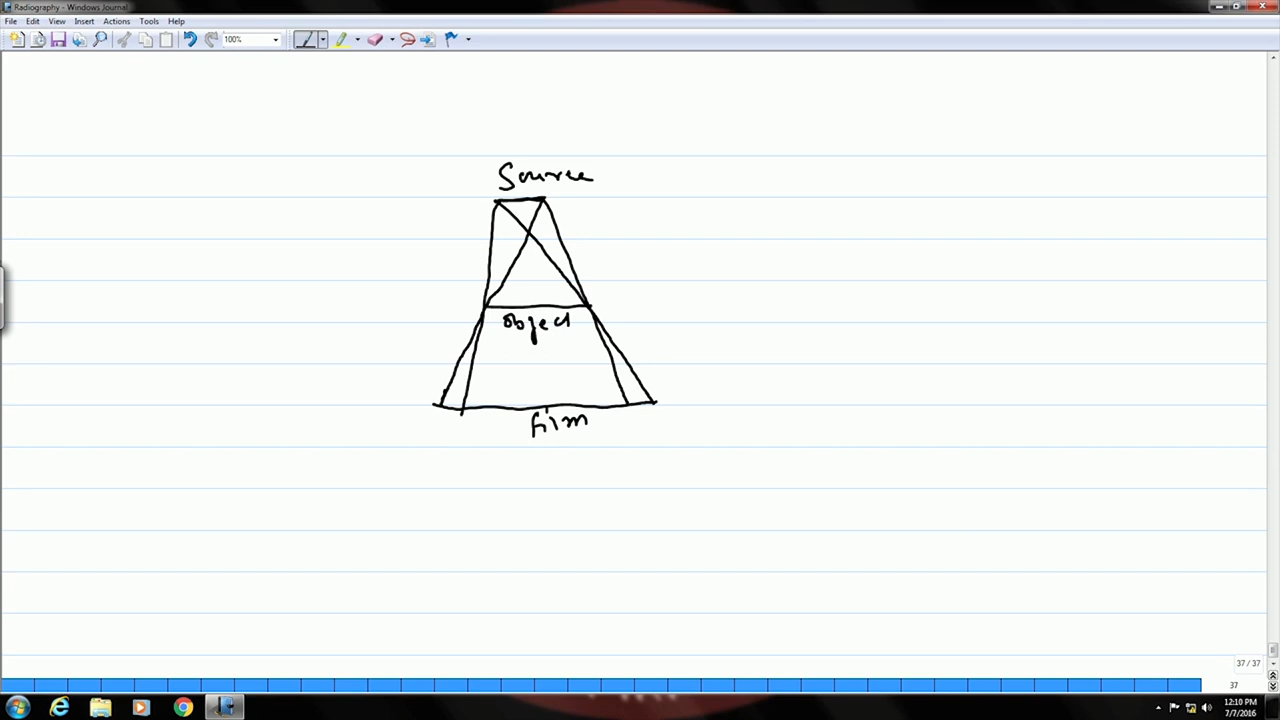 Radiography - Windows Journal
File Edit View Insert Actions Tools Help
100%
Source
object
film
37 / 37
37
12:10 PM
7/7/2016